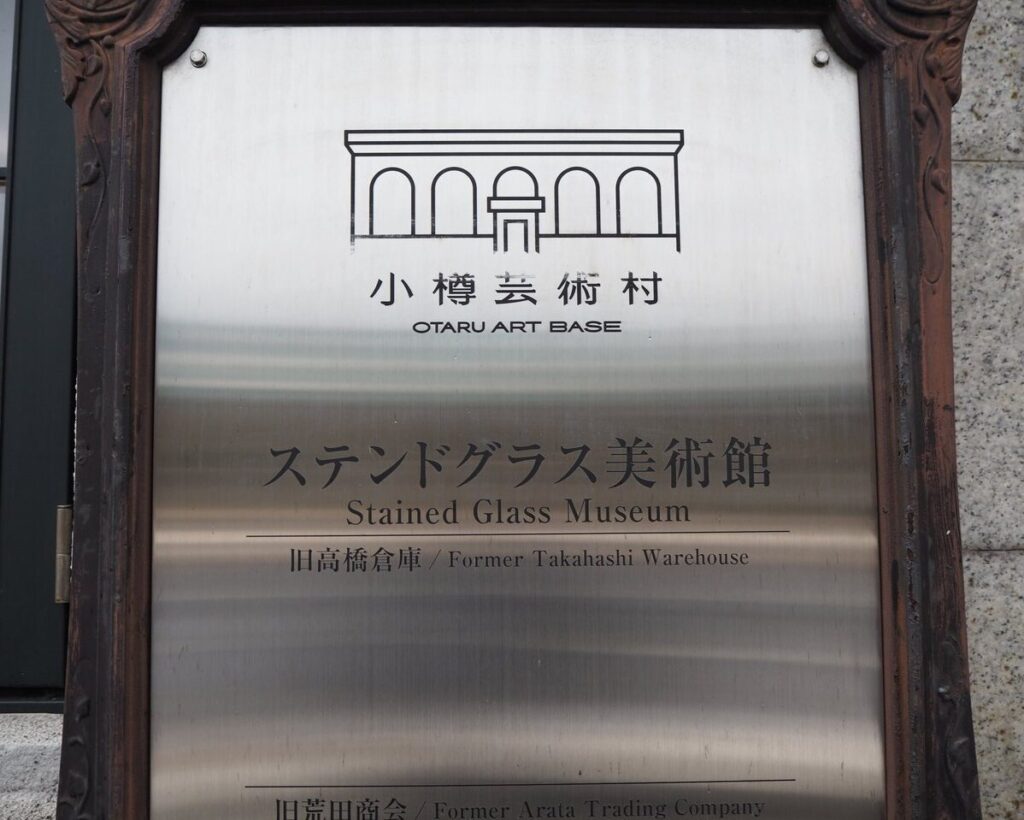 小樽芸術村
OTARU ART BASE
ステンドグラス美術館
Stained Glass Museum
旧高橋倉庫 / Former Takahashi Warehouse
旧荒田商会 / Former Arata Trading Company